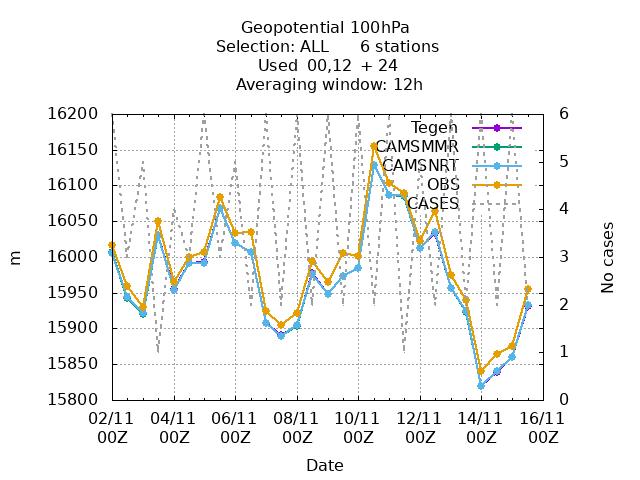 Geopotential 100hPa
Selection: ALL 6 stations
Used 00,12 + 24
Averaging window: 12h
16200
16150
16100
16050
16000
15950
15900
15850
15800
6
5
4
3
2
1
0
Tegen
CAMSMMR
CAMSNRT
OBS
CASES
m
No cases
02/11 04/11 06/11 08/11 10/11 12/11 14/11 16/11
00Z 00Z 00Z 00Z 00Z 00Z 00Z 00Z
Date